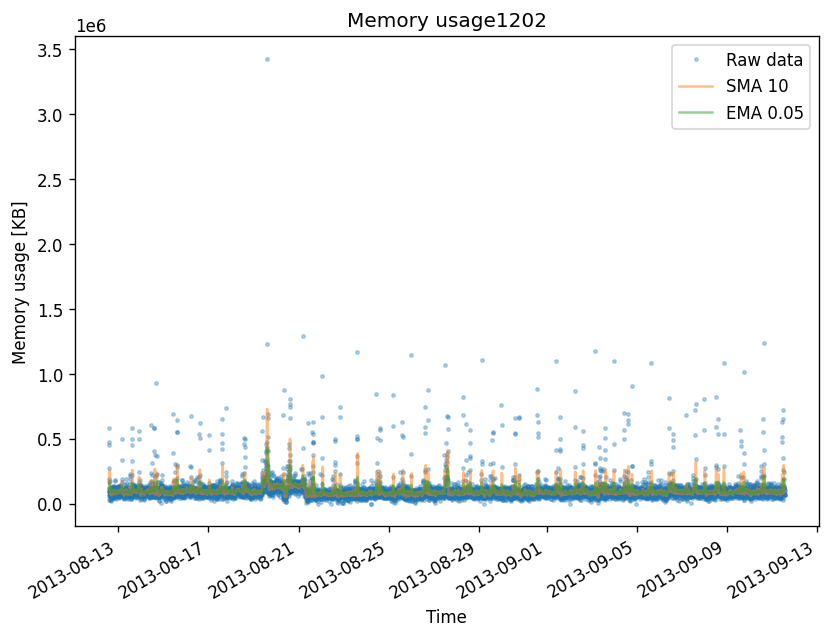 Memory usage1202
1e6
Raw data
SMA 10
EMA 0.05
3.5
3.0
2.5
2.0
1.5
1.0
0.5
0.0
Memory usage [KB]
2013-08-13
2013-08-17
2013-08-21
2013-08-25
2013-08-29
2013-09-01
2013-09-05
2013-09-09
2013-09-13
Time